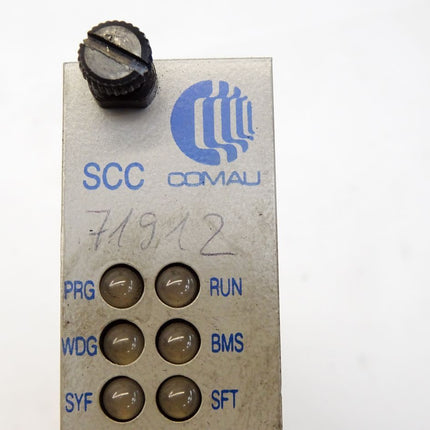 SCC COMAU
71912
PRG RUN
WDG BMS
SYF SFT